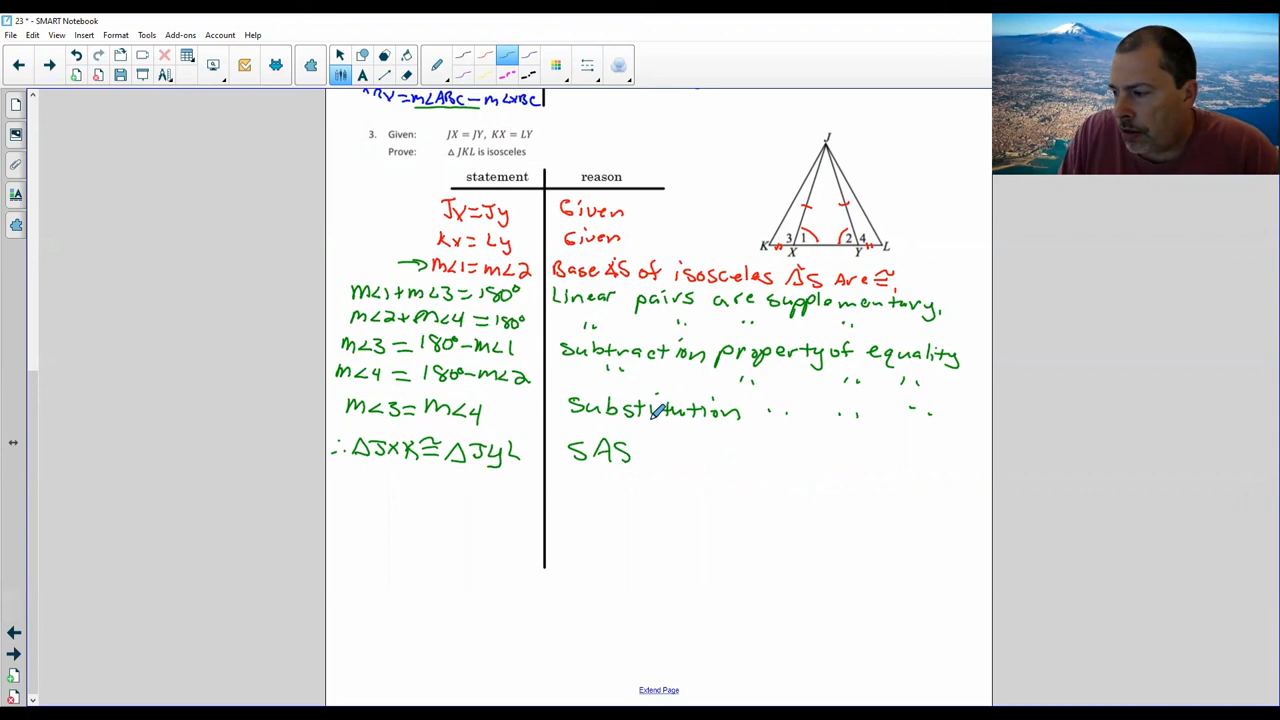 23 * - SMART Notebook
File Edit View Insert Format Tools Add-ons Account Help
m∠ABC - m∠XBC
3. Given: JX = JY, KX = LY
Prove: △ JKL is isosceles
statement reason
JX = JY Given
KX = LY Given
→ m∠1 = m∠2 Base ∠s of isosceles △s are ≅.
m∠1 + m∠3 = 180° Linear pairs are supplementary.
m∠2 + m∠4 = 180° " " " "
m∠3 = 180° - m∠1 Subtraction property of equality
m∠4 = 180° - m∠2 " " " "
m∠3 = m∠4 Substitution " " "
∴ △JXK ≅ △JYL SAS
J
K 3 1 2 4 L
X Y
Extend Page